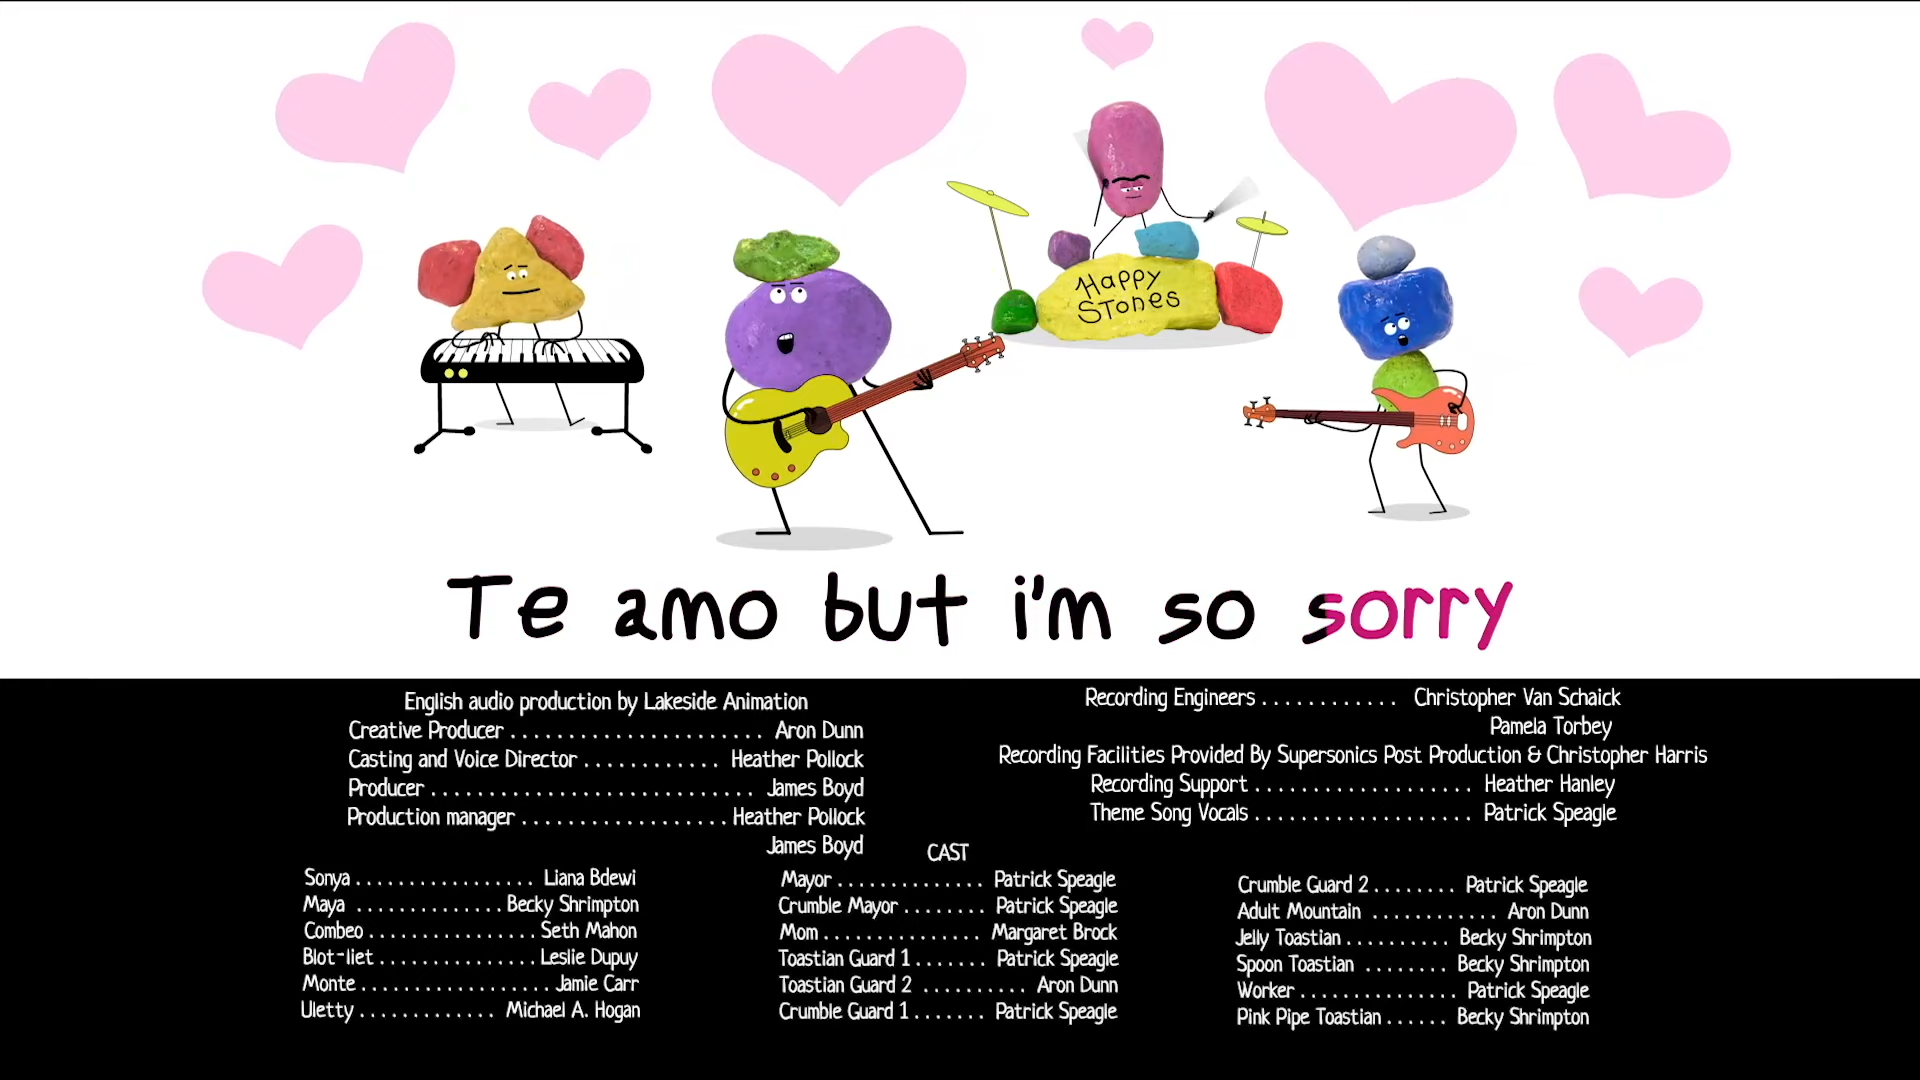 Happy
Stones
Te amo but i'm so sorry
English audio production by Lakeside Animation
Creative Producer . . . . . . . . . . . . . . . . . . . . . . Aron Dunn
Casting and Voice Director . . . . . . . . . . . . Heather Pollock
Producer . . . . . . . . . . . . . . . . . . . . . . . . . . . . James Boyd
Production manager . . . . . . . . . . . . . . . . . . Heather Pollock
James Boyd
Recording Engineers . . . . . . . . . . . . Christopher Van Schaick
Pamela Torbey
Recording Facilities Provided By Supersonics Post Production & Christopher Harris
Recording Support . . . . . . . . . . . . . . . . . . . Heather Hanley
Theme Song Vocals . . . . . . . . . . . . . . . . . . . Patrick Speagle
CAST
Sonya . . . . . . . . . . . . . . . . . Liana Bdewi
Maya . . . . . . . . . . . . . . Becky Shrimpton
Combeo . . . . . . . . . . . . . . . . Seth Mahon
Blot-liet . . . . . . . . . . . . . . . Leslie Dupuy
Monte . . . . . . . . . . . . . . . . . . Jamie Carr
Uletty . . . . . . . . . . . . . Michael A. Hogan
Mayor . . . . . . . . . . . . . . Patrick Speagle
Crumble Mayor . . . . . . . . Patrick Speagle
Mom . . . . . . . . . . . . . . . Margaret Brock
Toastian Guard 1 . . . . . . . Patrick Speagle
Toastian Guard 2 . . . . . . . . . . Aron Dunn
Crumble Guard 1 . . . . . . . Patrick Speagle
Crumble Guard 2 . . . . . . . . Patrick Speagle
Adult Mountain . . . . . . . . . . . . Aron Dunn
Jelly Toastian . . . . . . . . . . Becky Shrimpton
Spoon Toastian . . . . . . . . Becky Shrimpton
Worker . . . . . . . . . . . . . . . Patrick Speagle
Pink Pipe Toastian . . . . . . Becky Shrimpton